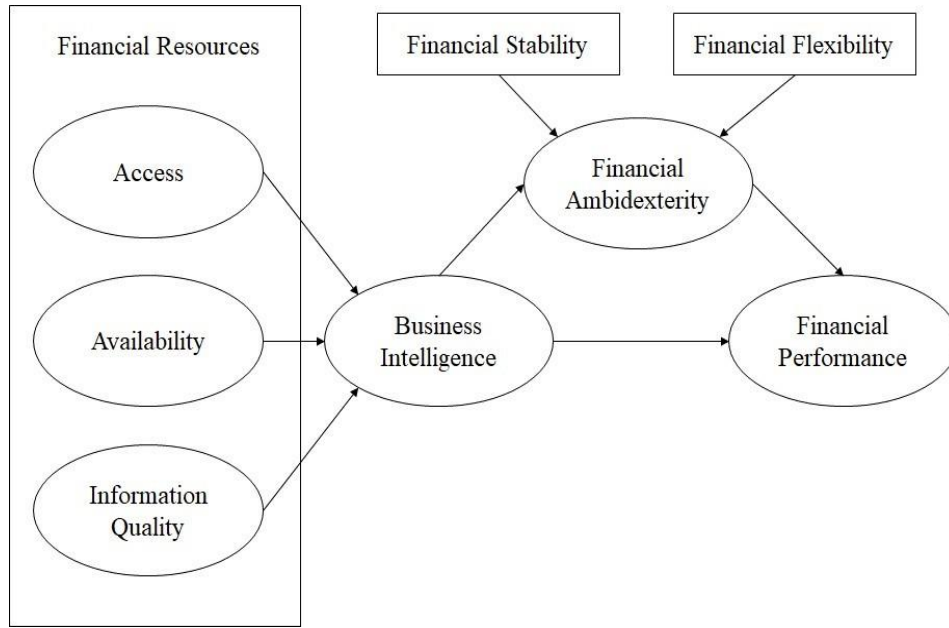 Financial Resources
Access
Availability
Information
Quality
Business
Intelligence
Financial Stability
Financial Flexibility
Financial
Ambidexterity
Financial
Performance